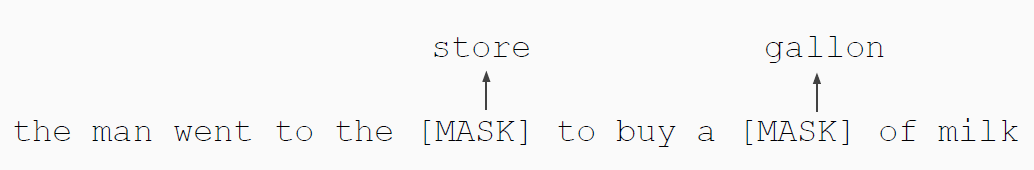 store gallon
the man went to the [MASK] to buy a [MASK] of milk